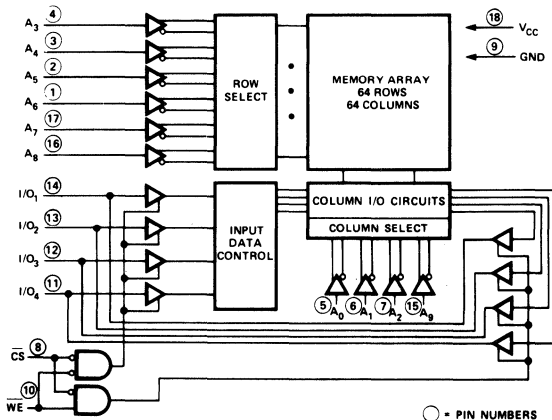 ④
A3
③
A4
②
A5
①
A6
⑰
A7
⑯
A8
ROW
SELECT
MEMORY ARRAY
64 ROWS
64 COLUMNS
⑱
VCC
⑨
GND
⑭
I/O1
⑬
I/O2
⑫
I/O3
⑪
I/O4
INPUT
DATA
CONTROL
COLUMN I/O CIRCUITS
COLUMN SELECT
⑤ A0
⑥ A1
⑦ A2
⑮ A9
⑧
CS
⑩
WE
○ = PIN NUMBERS